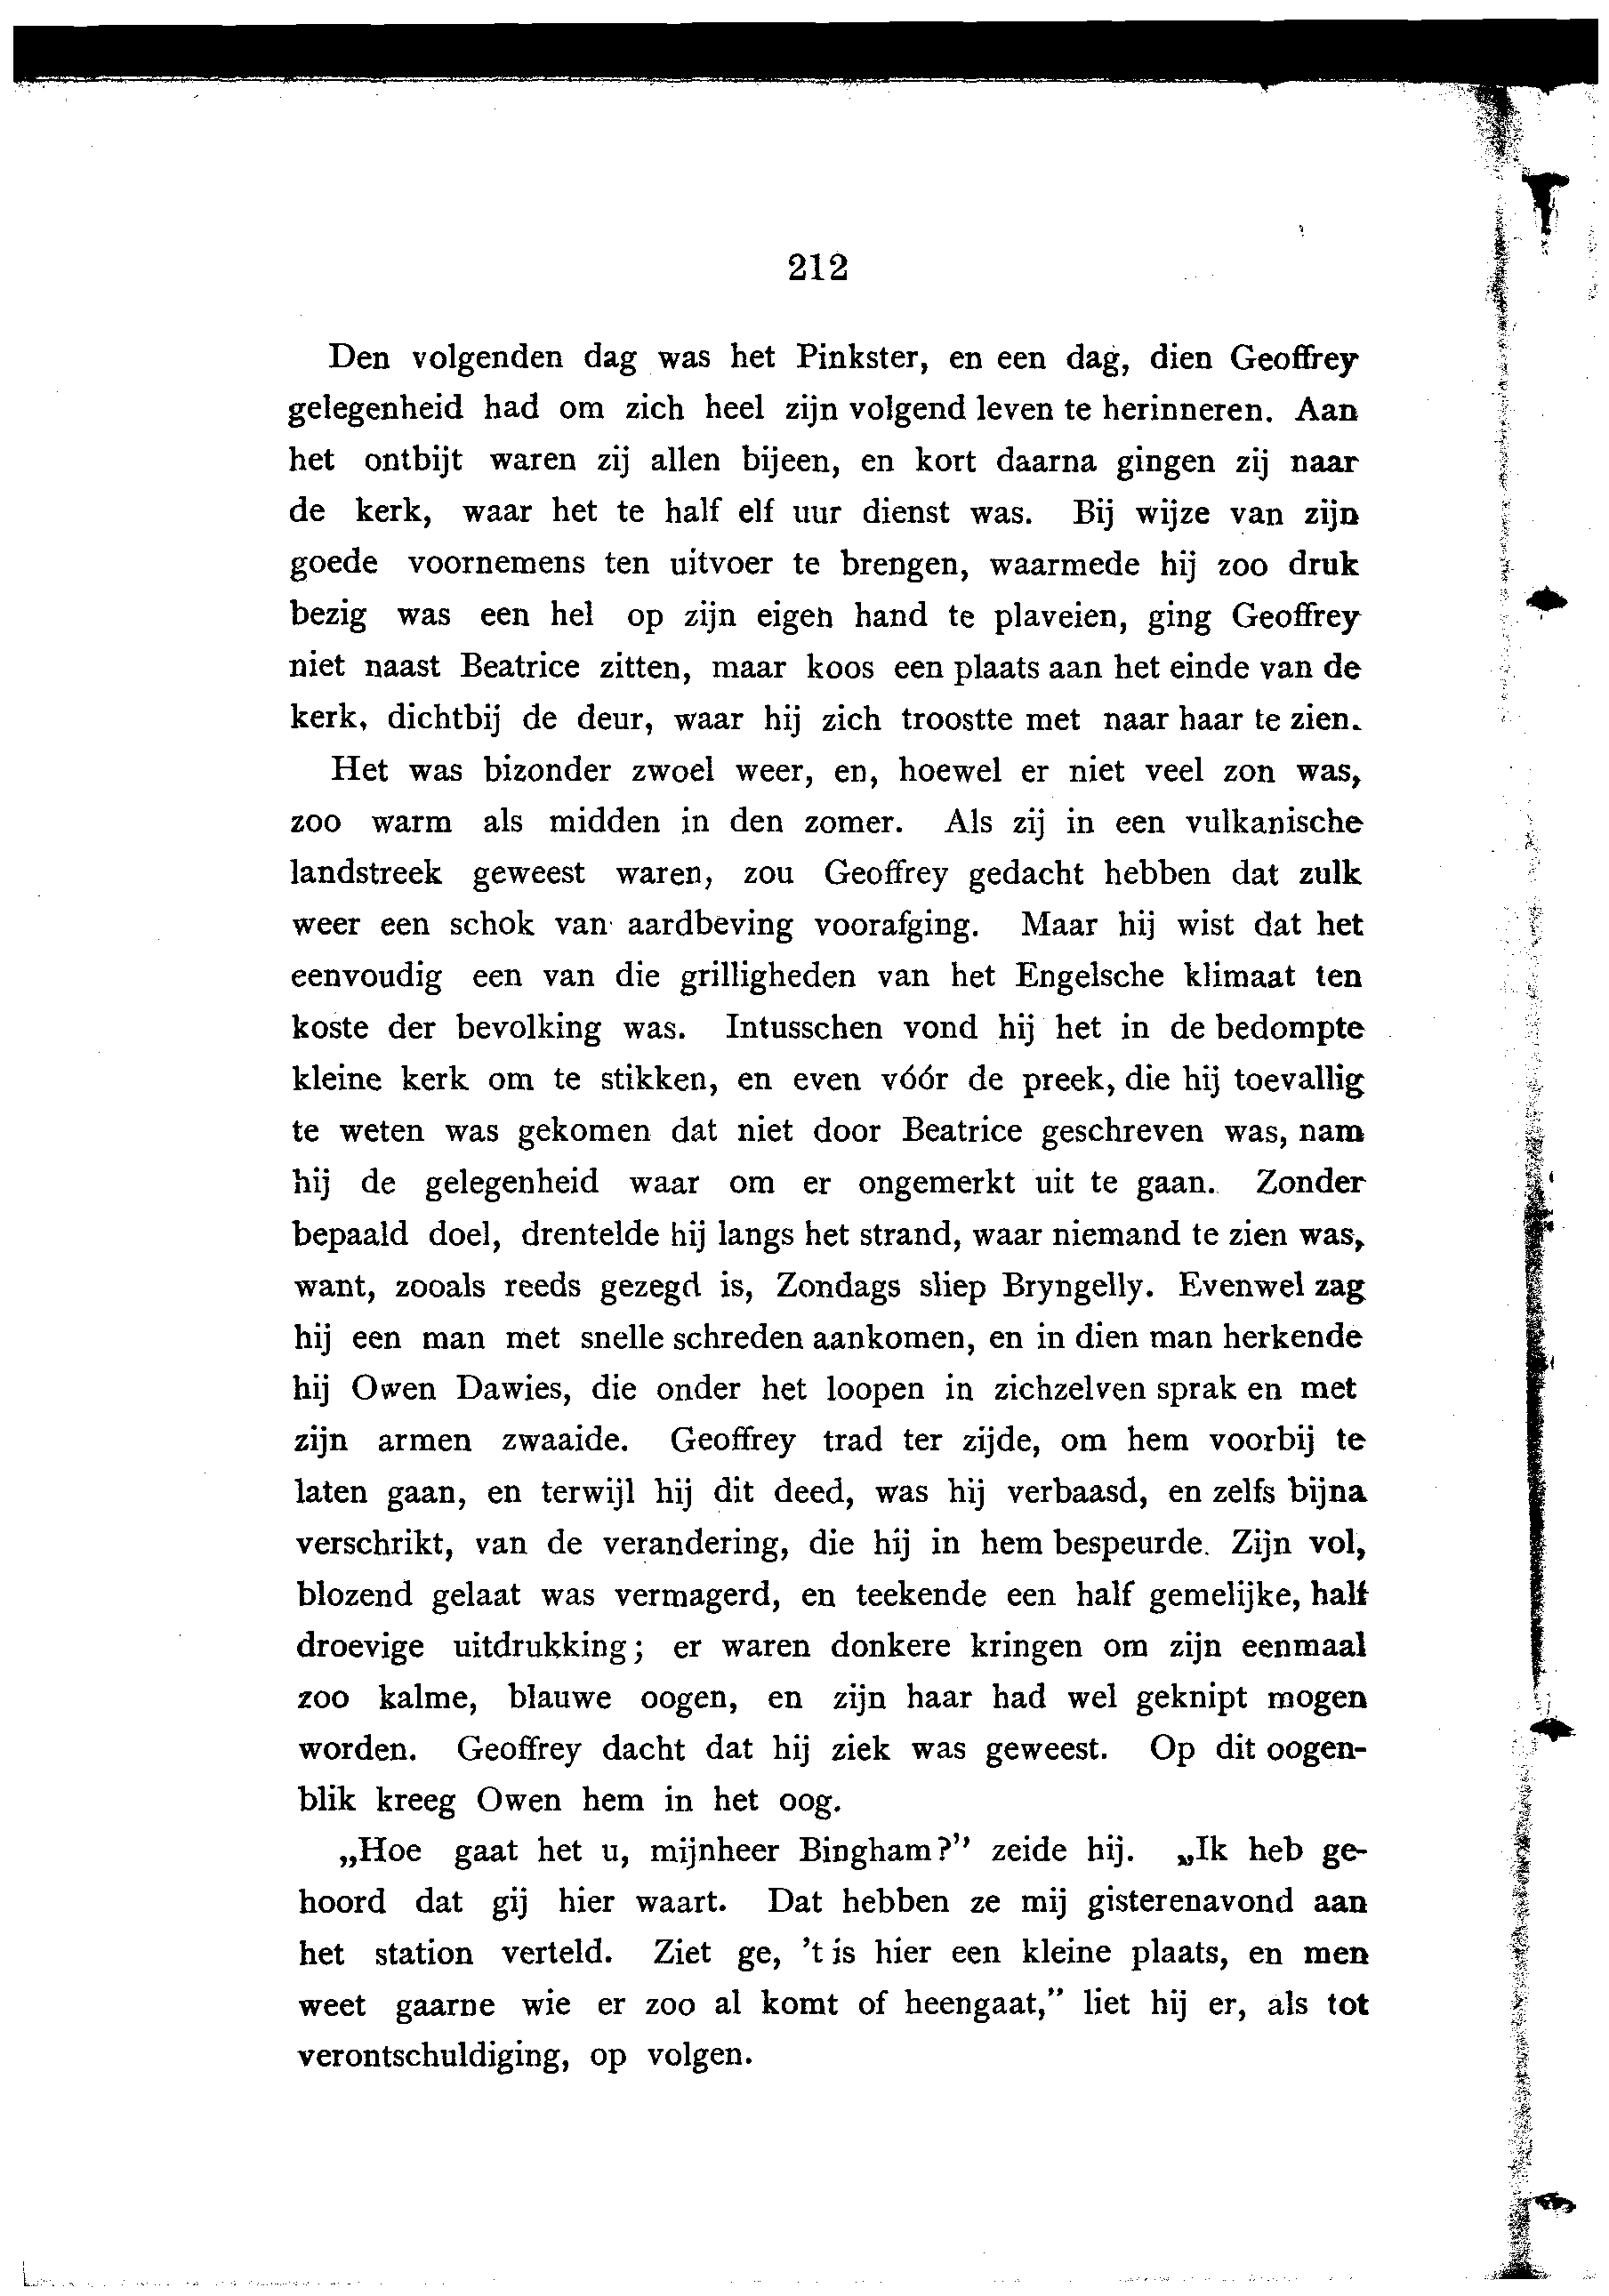 212
Den volgenden dag was het Pinkster, en een dag, dien Geoffrey
gelegenheid had om zich heel zijn volgend leven te herinneren. Aan
het ontbijt waren zij allen bijeen, en kort daarna gingen zij naar
de kerk, waar het te half elf uur dienst was. Bij wijze van zijn
goede voornemens ten uitvoer te brengen, waarmede hij zoo druk
bezig was een hel op zijn eigen hand te plaveien, ging Geoffrey
niet naast Beatrice zitten, maar koos een plaats aan het einde van de
kerk, dichtbij de deur, waar hij zich troostte met naar haar te zien.
Het was bizonder zwoel weer, en, hoewel er niet veel zon was,
zoo warm als midden in den zomer. Als zij in een vulkanische
landstreek geweest waren, zou Geoffrey gedacht hebben dat zulk
weer een schok van aardbeving voorafging. Maar hij wist dat het
eenvoudig een van die grilligheden van het Engelsche klimaat ten
koste der bevolking was. Intusschen vond hij het in de bedompte
kleine kerk om te stikken, en even vóór de preek, die hij toevallig
te weten was gekomen dat niet door Beatrice geschreven was, nam
hij de gelegenheid waar om er ongemerkt uit te gaan. Zonder
bepaald doel, drentelde hij langs het strand, waar niemand te zien was,
want, zooals reeds gezegd is, Zondags sliep Bryngelly. Evenwel zag
hij een man met snelle schreden aankomen, en in dien man herkende
hij Owen Dawies, die onder het loopen in zichzelven sprak en met
zijn armen zwaaide. Geoffrey trad ter zijde, om hem voorbij te
laten gaan, en terwijl hij dit deed, was hij verbaasd, en zelfs bijna
verschrikt, van de verandering, die hij in hem bespeurde. Zijn vol,
blozend gelaat was vermagerd, en teekende een half gemelijke, half
droevige uitdrukking; er waren donkere kringen om zijn eenmaal
zoo kalme, blauwe oogen, en zijn haar had wel geknipt mogen
worden. Geoffrey dacht dat hij ziek was geweest. Op dit oogen-
blik kreeg Owen hem in het oog.
„Hoe gaat het u, mijnheer Bingham?” zeide hij. „Ik heb ge-
hoord dat gij hier waart. Dat hebben ze mij gisterenavond aan
het station verteld. Ziet ge, 't is hier een kleine plaats, en men
weet gaarne wie er zoo al komt of heengaat,” liet hij er, als tot
verontschuldiging, op volgen.